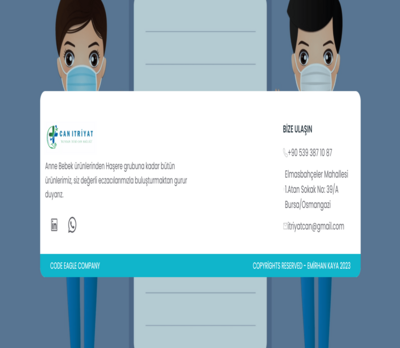 CAN ITRİYAT
Anne Bebek ürünlerinden Haşere grubuna kadar bütün
ürünlerimiz, siz değerli eczacılarımızla buluşturmaktan gurur
duyarız.
BİZE ULAŞIN
+90 539 387 10 87
Elmasbahçeler Mahallesi
1.Atan Sokak No: 39/A
Bursa/Osmangazi
itriyatcan@gmail.com
CODE EAGLE COMPANY
COPYRIGHTS RESERVED - EMİRHAN KAYA 2023